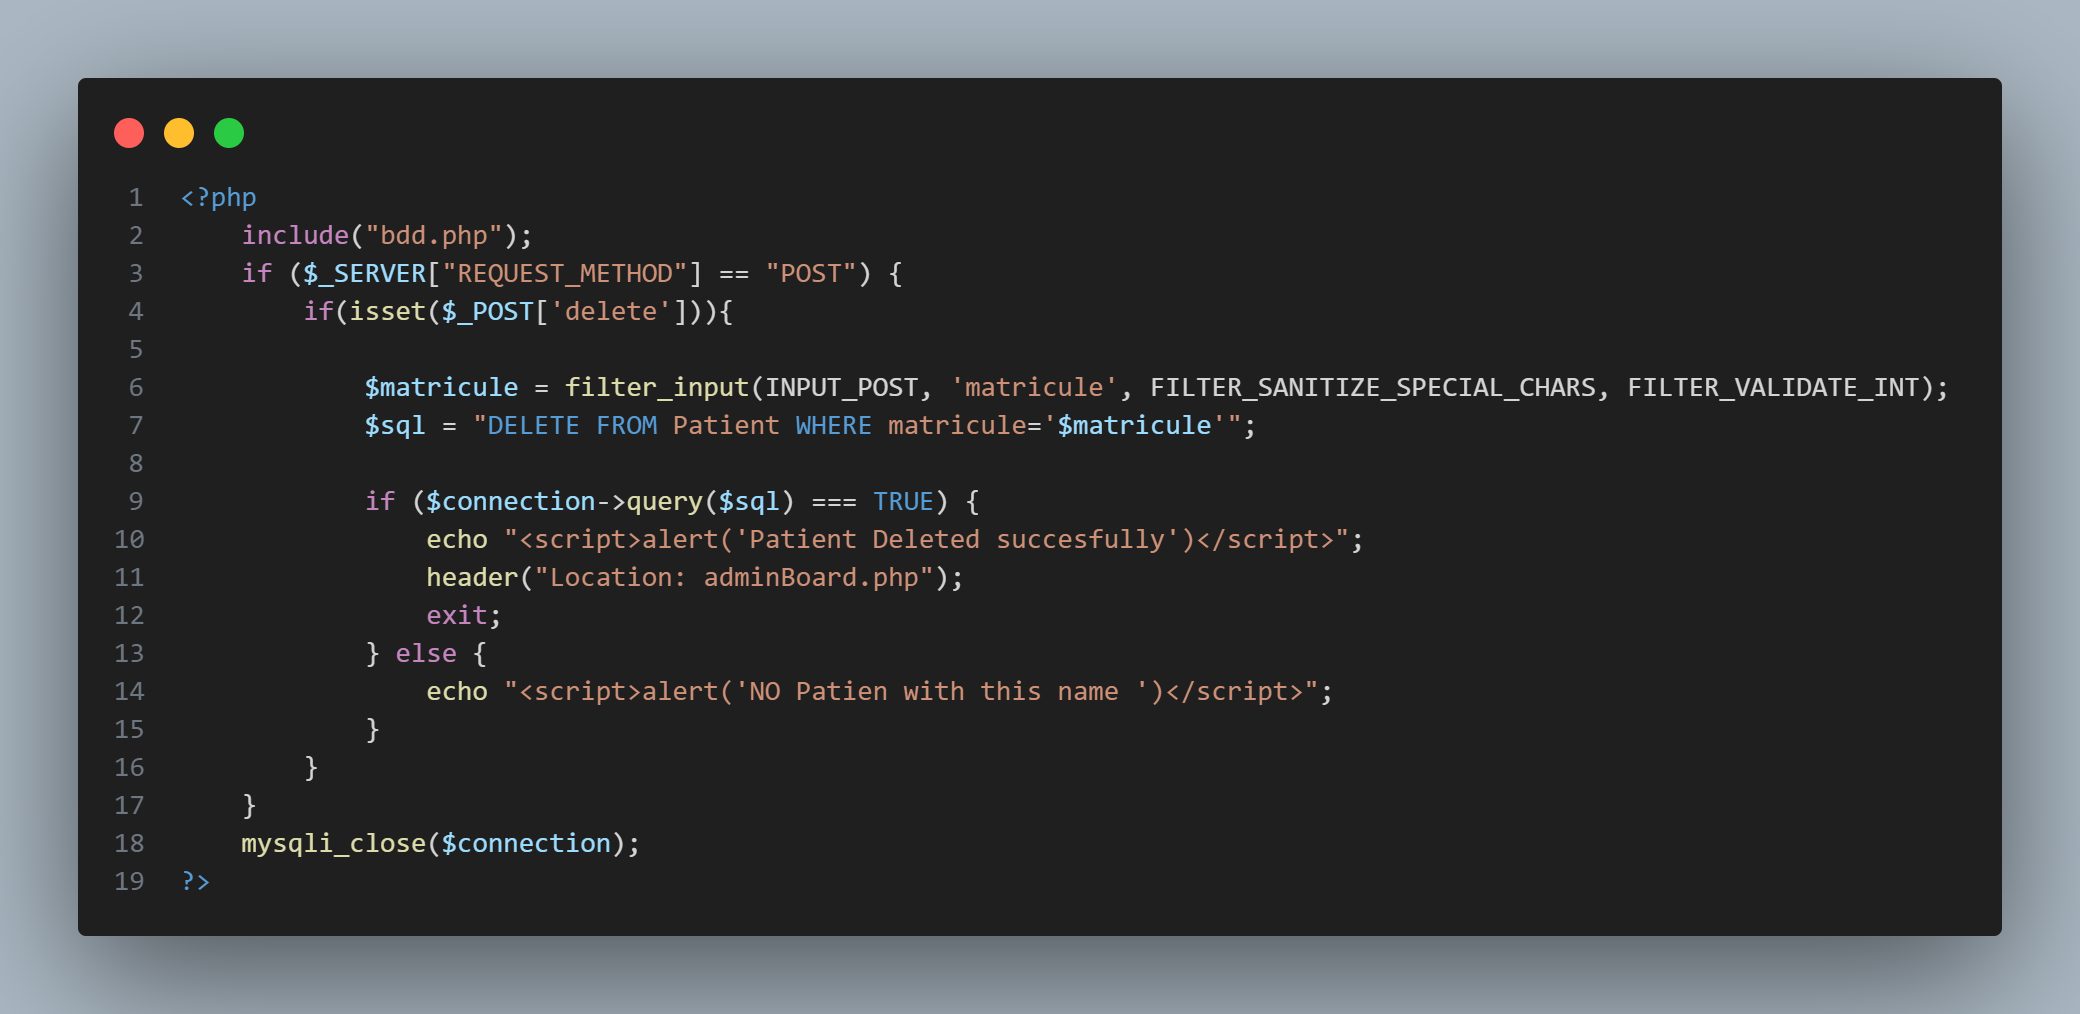 1 <?php
2     include("bdd.php");
3     if ($_SERVER["REQUEST_METHOD"] == "POST") {
4         if(isset($_POST['delete'])){
5
6             $matricule = filter_input(INPUT_POST, 'matricule', FILTER_SANITIZE_SPECIAL_CHARS, FILTER_VALIDATE_INT);
7             $sql = "DELETE FROM Patient WHERE matricule='$matricule'";
8
9             if ($connection->query($sql) === TRUE) {
10                 echo "<script>alert('Patient Deleted succesfully')</script>";
11                 header("Location: adminBoard.php");
12                 exit;
13             } else {
14                 echo "<script>alert('NO Patien with this name ')</script>";
15             }
16         }
17     }
18     mysqli_close($connection);
19 ?>